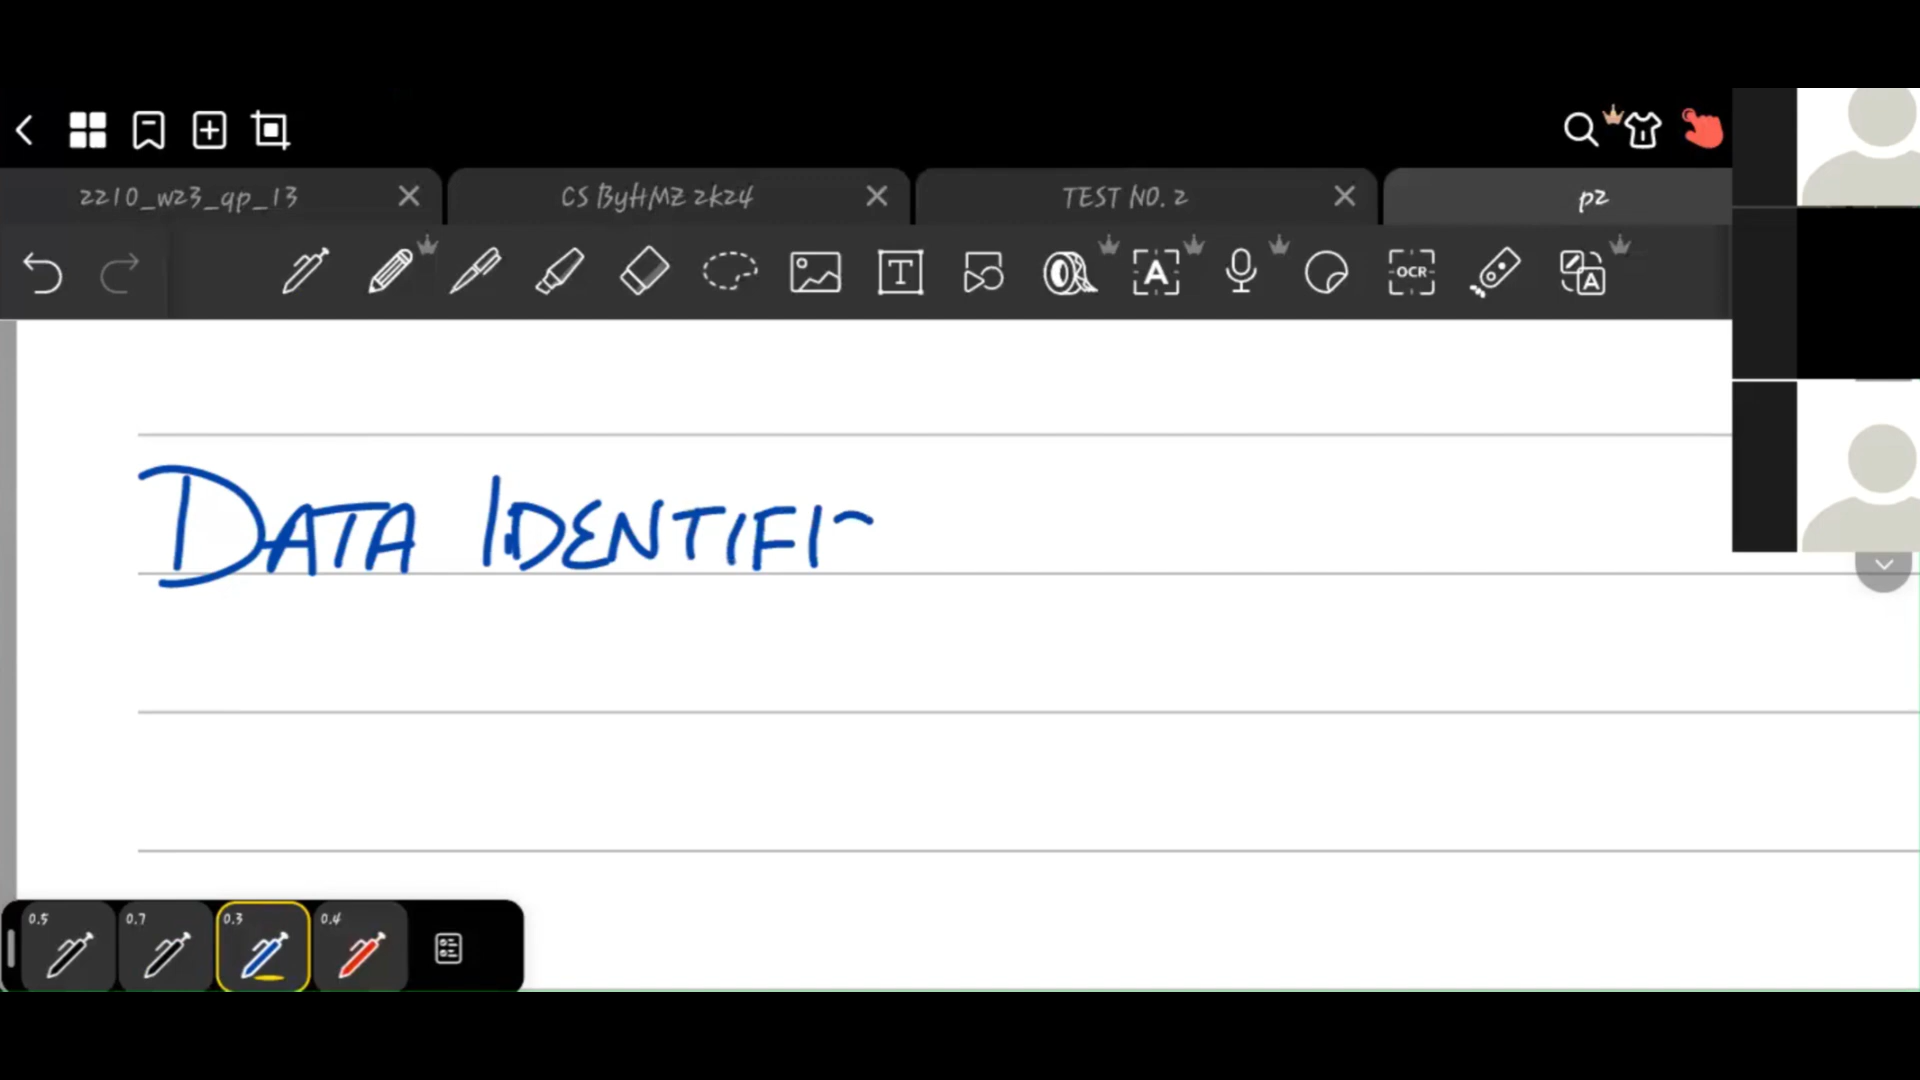 2210_w23_qp_13
CS ByHMZ 2k24
TEST NO. 2
p2
T
A
OCR
A
DATA IDENTIFI
0.5
0.7
0.3
0.4